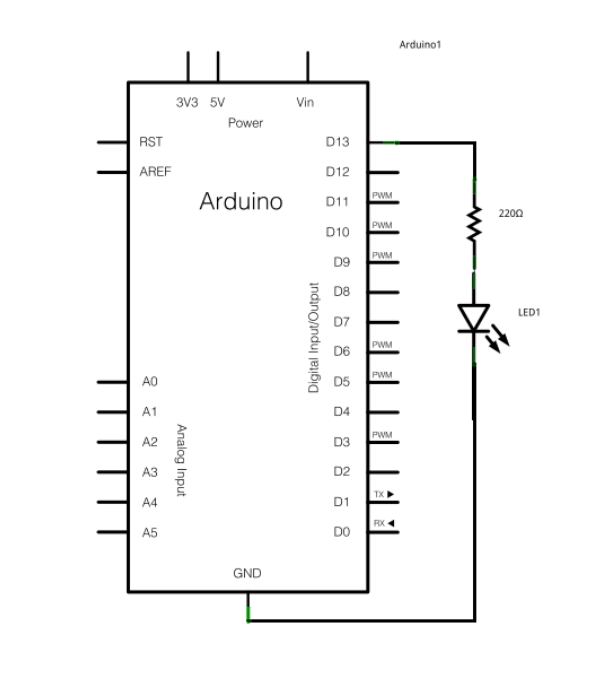 Arduino1
3V3 5V Vin
Power
RST
AREF
Arduino
D13
D12
D11 PWM
D10 PWM
D9 PWM
D8
D7
D6 PWM
D5 PWM
D4
D3 PWM
D2
D1 TX ▶
D0 RX ◀
Digital Input/Output
A0
A1
A2
A3
A4
A5
Analog Input
GND
220Ω
LED1